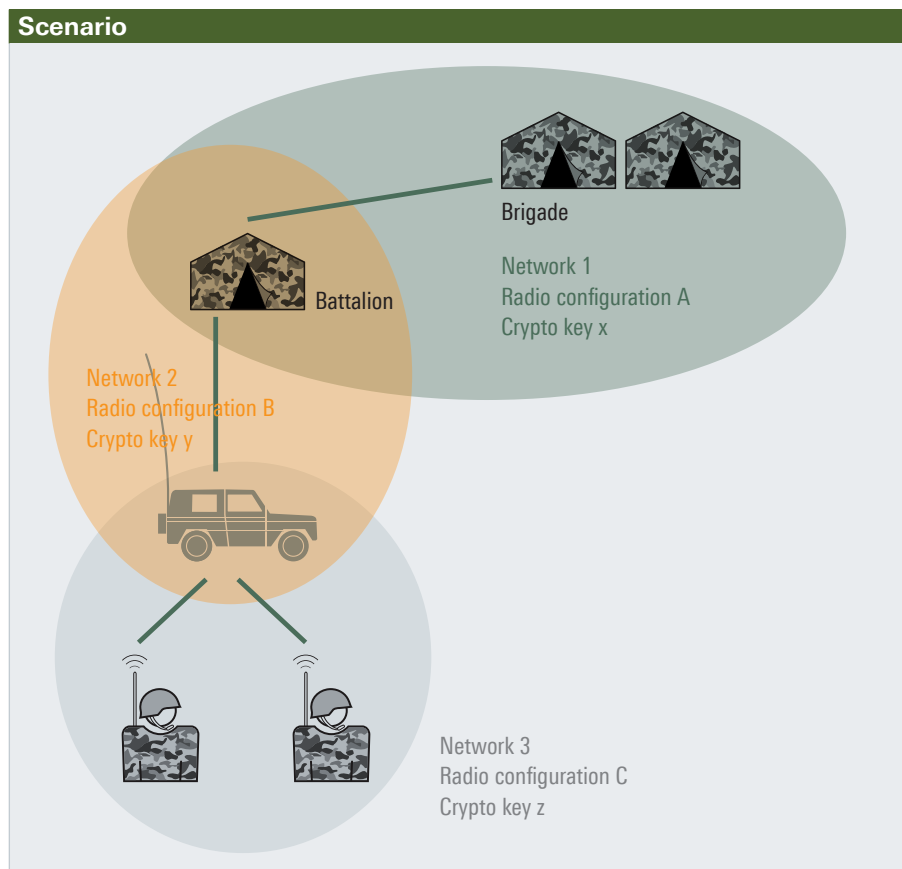 Scenario
Brigade
Network 1
Radio configuration A
Crypto key x
Battalion
Network 2
Radio configuration B
Crypto key y
Network 3
Radio configuration C
Crypto key z